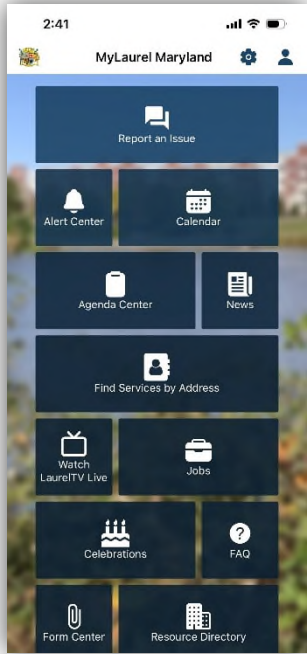 2:41
MyLaurel Maryland
Report an Issue
Alert Center
Calendar
Agenda Center
News
Find Services by Address
Watch
LaurelTV Live
Jobs
Celebrations
FAQ
Form Center
Resource Directory